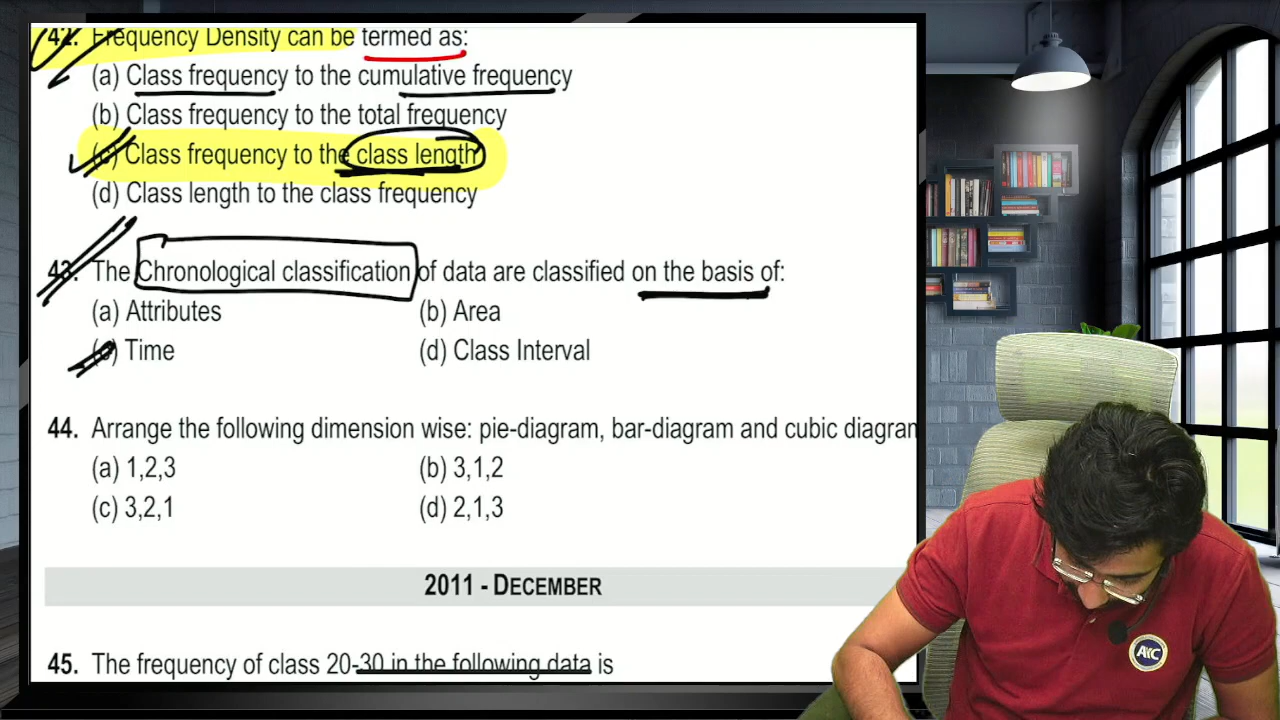 42. Frequency Density can be termed as:
(a) Class frequency to the cumulative frequency
(b) Class frequency to the total frequency
(c) Class frequency to the class length
(d) Class length to the class frequency
43. The Chronological classification of data are classified on the basis of:
(a) Attributes (b) Area
(c) Time (d) Class Interval
44. Arrange the following dimension wise: pie-diagram, bar-diagram and cubic diagram
(a) 1,2,3 (b) 3,1,2
(c) 3,2,1 (d) 2,1,3
2011 - DECEMBER
45. The frequency of class 20-30 in the following data is
AKC